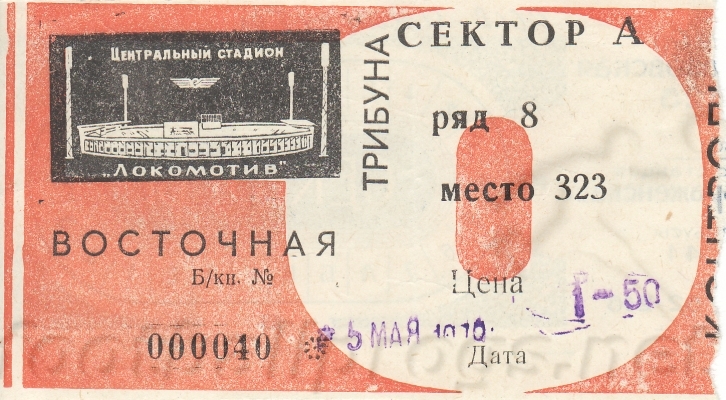 Центральный стадион
„Локомотив"
ВОСТОЧНАЯ
ТРИБУНА
СЕКТОР А
ряд 8
место 323
Б/кн. №
000040
Цена
1-50
5 МАЯ
Дата